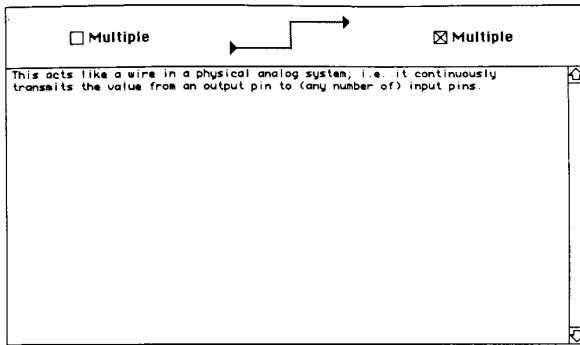 Multiple Multiple
This acts like a wire in a physical analog system; i.e. it continuously
transmits the value from an output pin to (any number of) input pins.